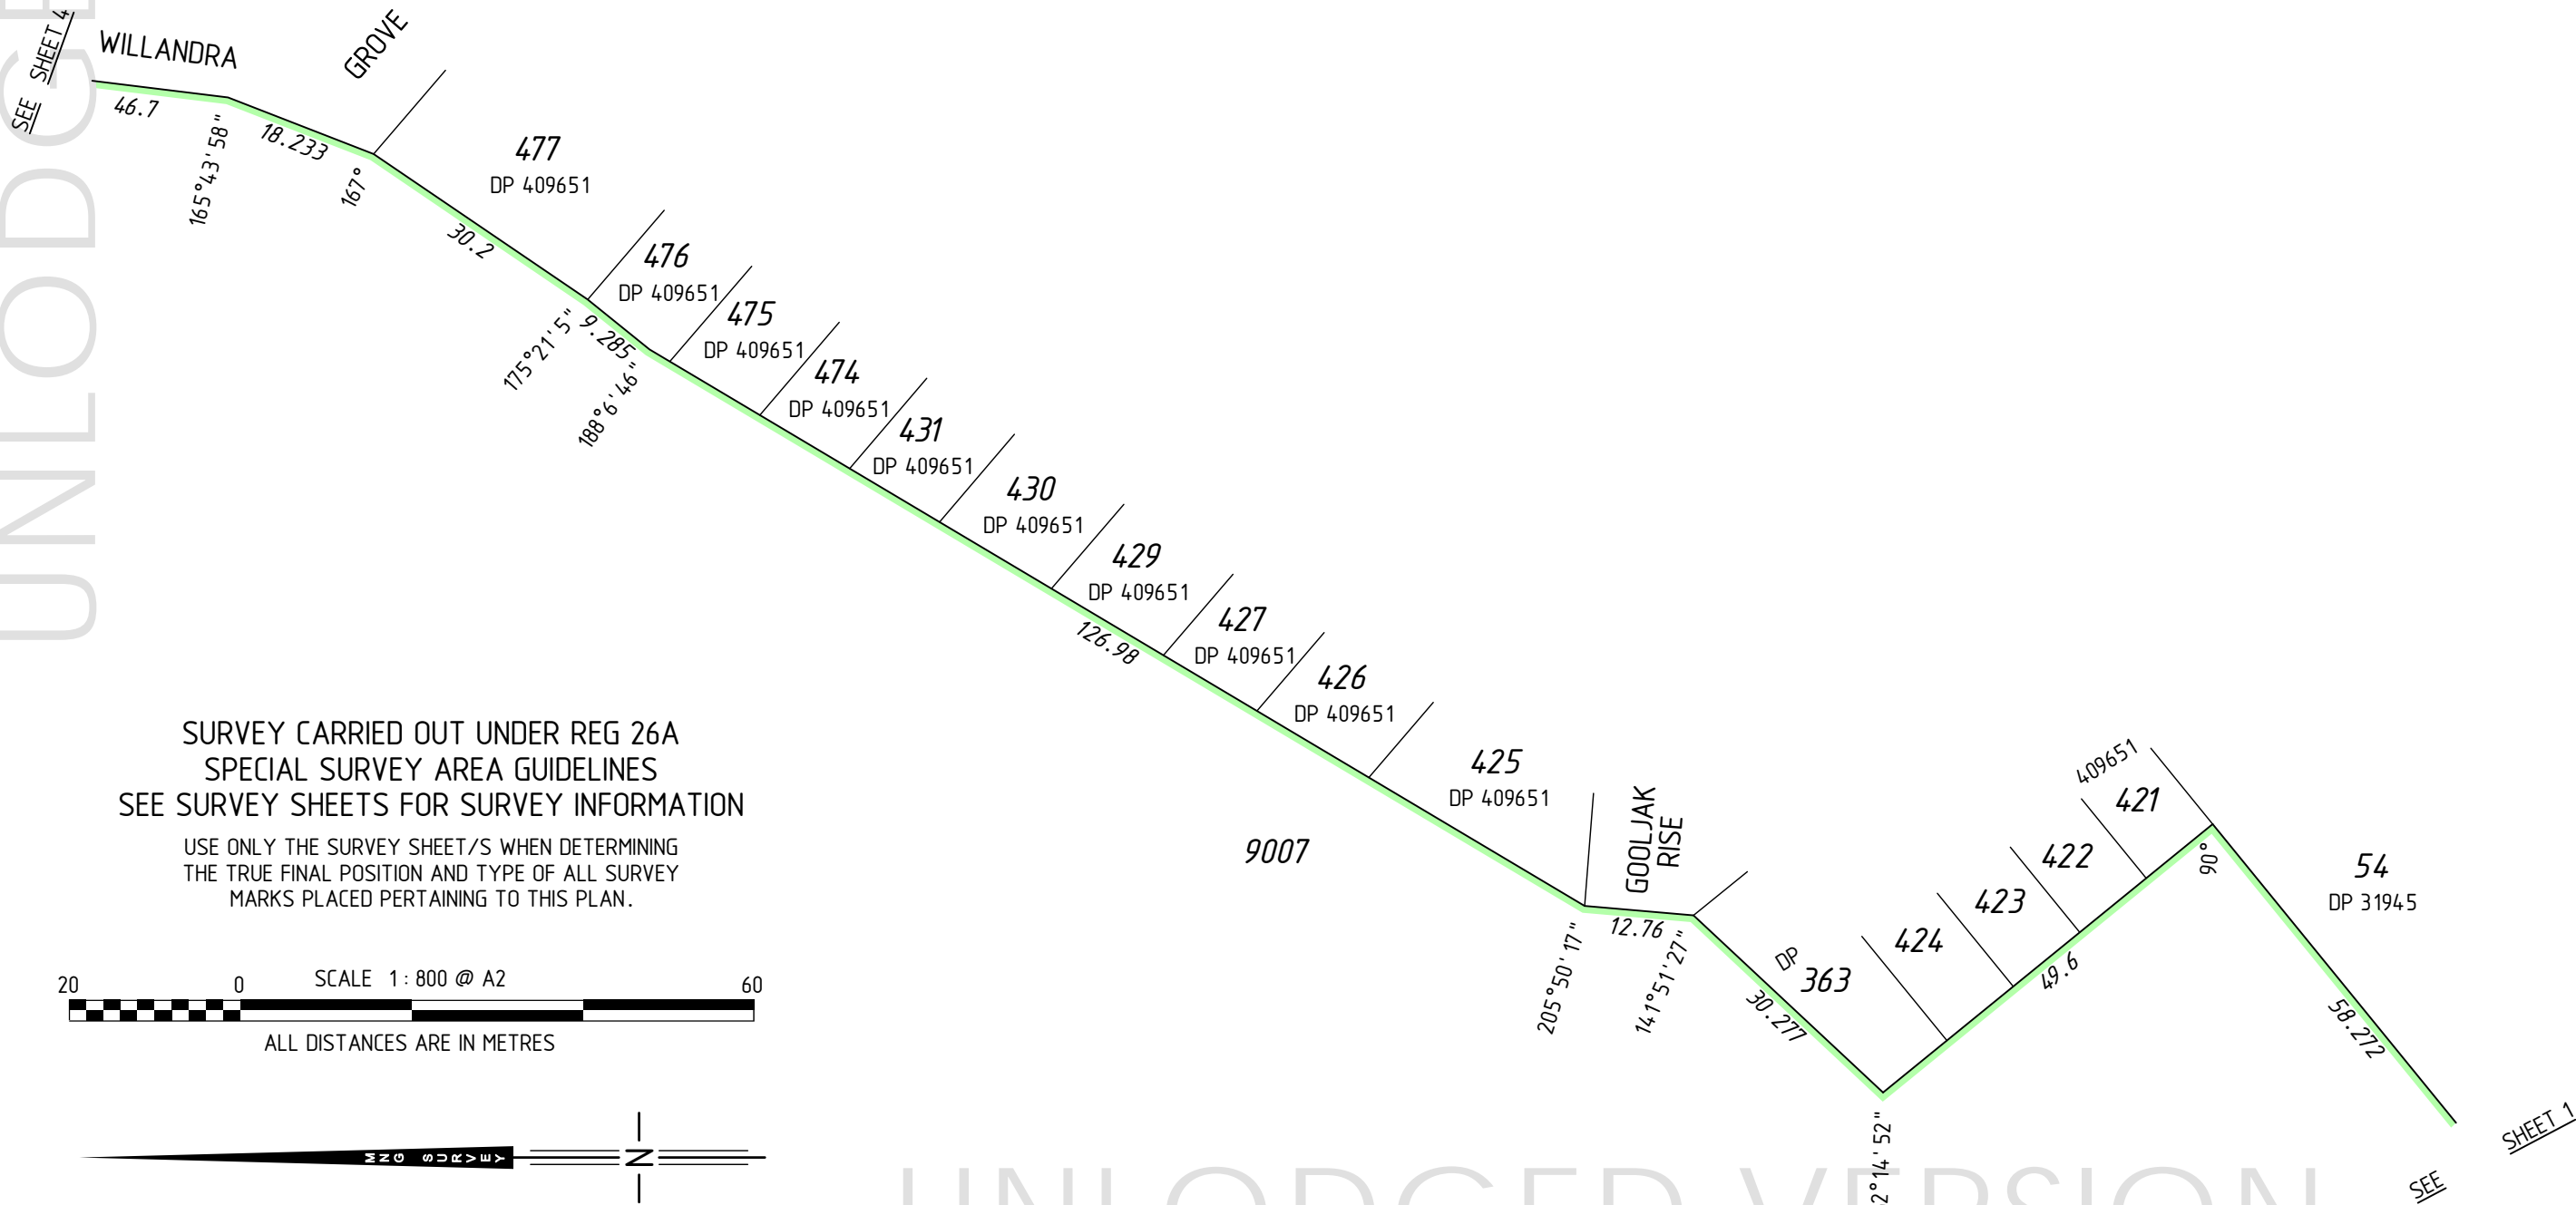 SEE SHEET 4
WILLANDRA
GROVE
46.7
165°43'58"
18.233
167°
30.2
477
DP 409651
175°21'5"
9.285
188°6'46"
476
DP 409651
475
DP 409651
474
DP 409651
431
DP 409651
430
DP 409651
429
DP 409651
427
DP 409651
426
DP 409651
425
DP 409651
126.98
9007
GOOLJAK
RISE
205°50'17"
12.76
141°51'27"
30.277
DP
363
424
423
422
421
409651
90°
49.6
54
DP 31945
58.272
2°14'52"
SEE SHEET 1
SURVEY CARRIED OUT UNDER REG 26A
SPECIAL SURVEY AREA GUIDELINES
SEE SURVEY SHEETS FOR SURVEY INFORMATION
USE ONLY THE SURVEY SHEET/S WHEN DETERMINING
THE TRUE FINAL POSITION AND TYPE OF ALL SURVEY
MARKS PLACED PERTAINING TO THIS PLAN.
20 0 SCALE 1:800 @ A2 60
ALL DISTANCES ARE IN METRES
MNG SURVEY
N
UNLODGE
UNLODGED VERSION